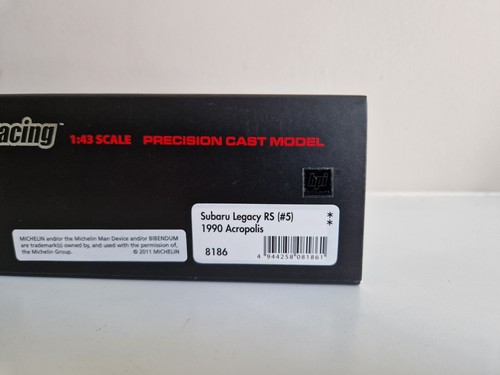 acing™
1:43 SCALE PRECISION CAST MODEL
hpi
Subaru Legacy RS (#5) *
1990 Acropolis *
8186
4 944258 081861
MICHELIN and/or the Michelin Man Device and/or BIBENDUM
are trademark(s) owned by, and used with the permission of,
the Michelin Group. © 2011 MICHELIN